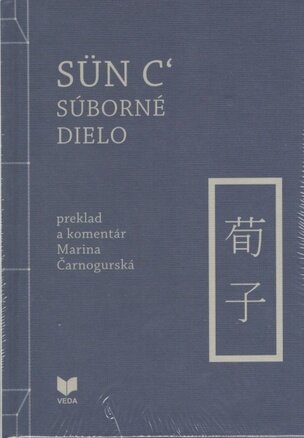 SÜN C‘
SÚBORNÉ
DIELO
preklad
a komentár
Marina
Čarnogurská
荀
子
VEDA